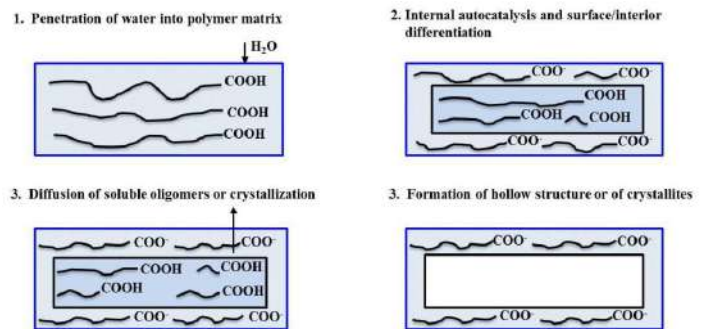 1. Penetration of water into polymer matrix
H₂O
COOH
COOH
COOH
2. Internal autocatalysis and surface/interior
differentiation
COO⁻ COO⁻
COOH
COOH COOH
COO⁻ COO⁻
3. Diffusion of soluble oligomers or crystallization
COO⁻ COO⁻
COOH COOH
COOH COOH
COO⁻ COO⁻
3. Formation of hollow structure or of crystallites
COO⁻ COO⁻
COO⁻ COO⁻